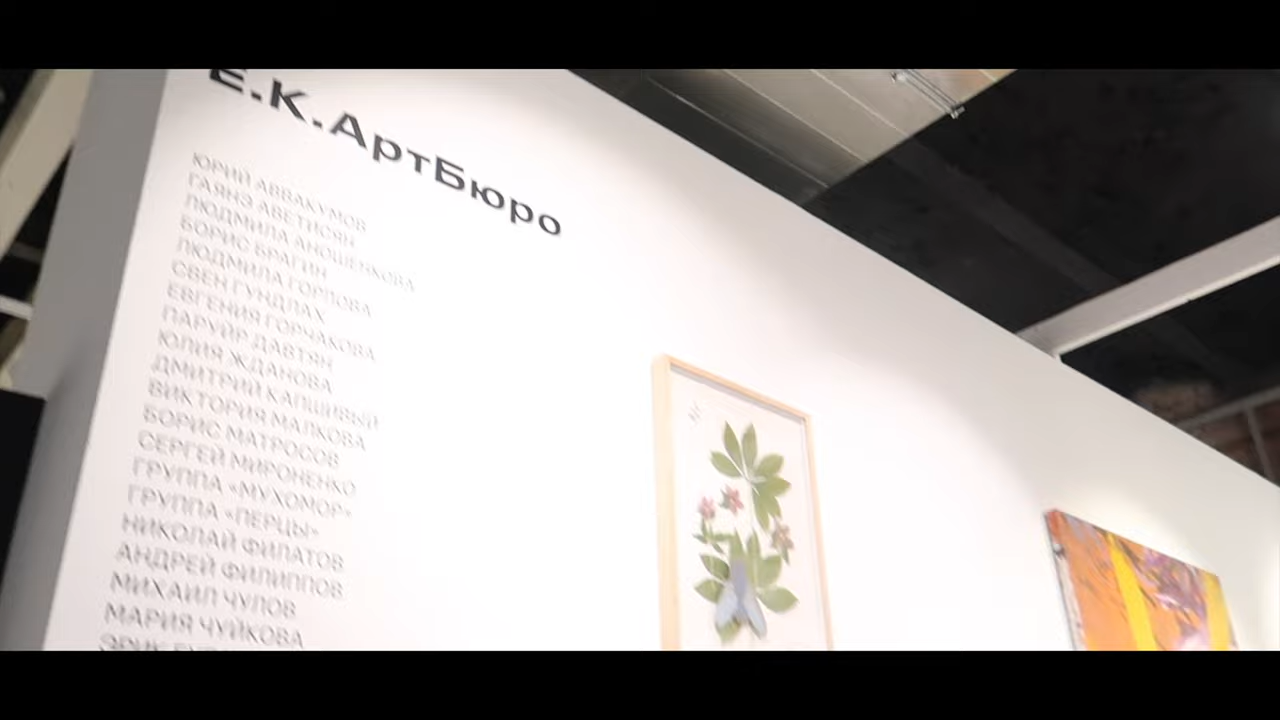 Е.К.АртБюро
ЮРИЙ АВВАКУМОВ
ГАЯНЭ АВЕТИСЯН
ЛЮДМИЛА АНОШЕНКОВА
БОРИС БРАГИН
ЛЮДМИЛА ГОРЛОВА
СВЕН ГУНДЛАХ
ЕВГЕНИЯ ГОРЧАКОВА
ПАРУЙР ДАВТЯН
ЮЛИЯ ЖДАНОВА
ДМИТРИЙ КАПШИВЫЙ
ВИКТОРИЯ МАЛКОВА
БОРИС МАТРОСОВ
СЕРГЕЙ МИРОНЕНКО
ГРУППА «МУХОМОР»
ГРУППА «ПЕРЦЫ»
НИКОЛАЙ ФИЛАТОВ
АНДРЕЙ ФИЛИППОВ
МИХАИЛ ЧУЛОВ
МАРИЯ ЧУЙКОВА